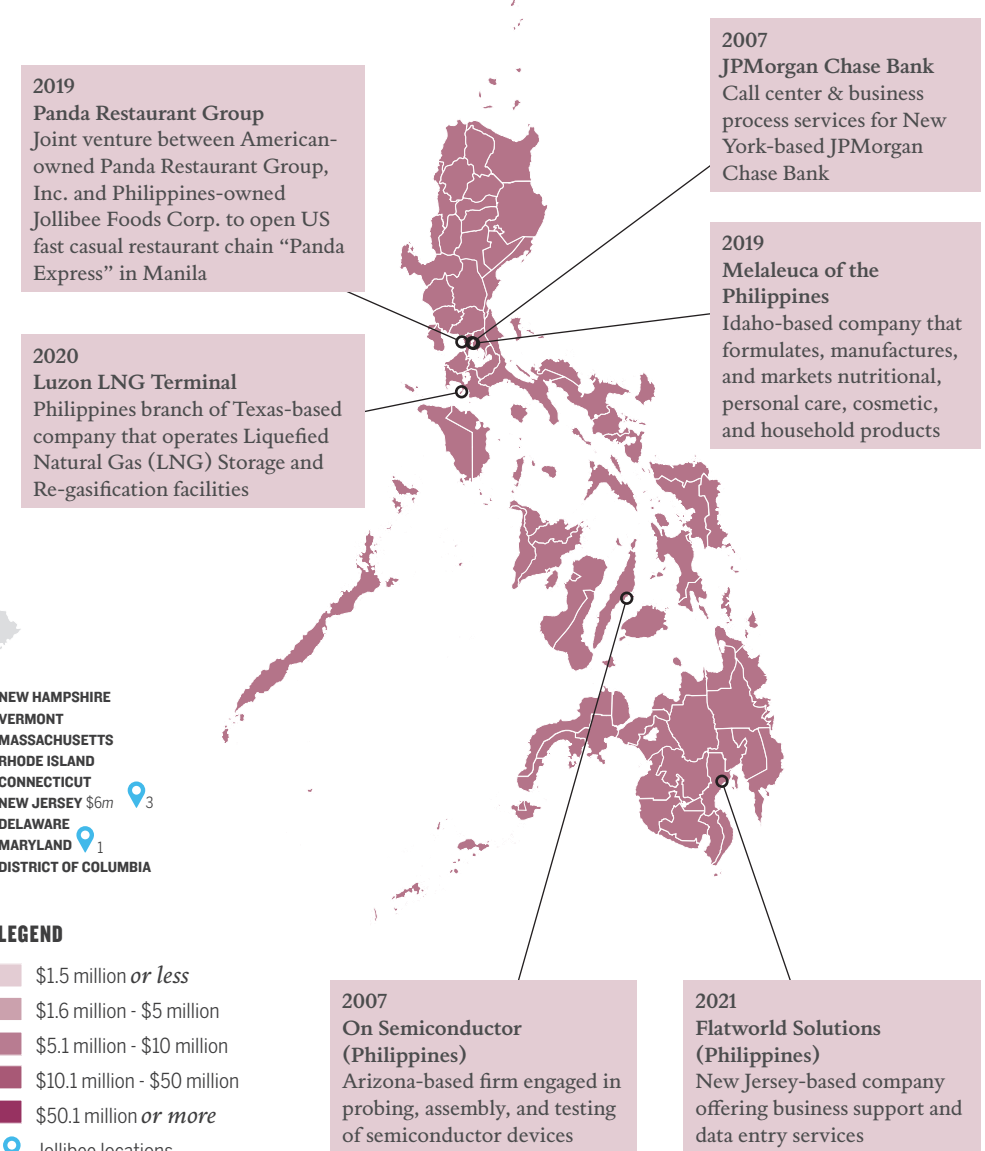 2019
Panda Restaurant Group
Joint venture between American-
owned Panda Restaurant Group,
Inc. and Philippines-owned
Jollibee Foods Corp. to open US
fast casual restaurant chain “Panda
Express” in Manila
2007
JPMorgan Chase Bank
Call center & business
process services for New
York-based JPMorgan
Chase Bank
2019
Melaleuca of the
Philippines
Idaho-based company that
formulates, manufactures,
and markets nutritional,
personal care, cosmetic,
and household products
2020
Luzon LNG Terminal
Philippines branch of Texas-based
company that operates Liquefied
Natural Gas (LNG) Storage and
Re-gasification facilities
NEW HAMPSHIRE
VERMONT
MASSACHUSETTS
RHODE ISLAND
CONNECTICUT
NEW JERSEY $6m 3
DELAWARE
MARYLAND 1
DISTRICT OF COLUMBIA
LEGEND
$1.5 million or less
$1.6 million - $5 million
$5.1 million - $10 million
$10.1 million - $50 million
$50.1 million or more
Jollibee locations
2007
On Semiconductor
(Philippines)
Arizona-based firm engaged in
probing, assembly, and testing
of semiconductor devices
2021
Flatworld Solutions
(Philippines)
New Jersey-based company
offering business support and
data entry services